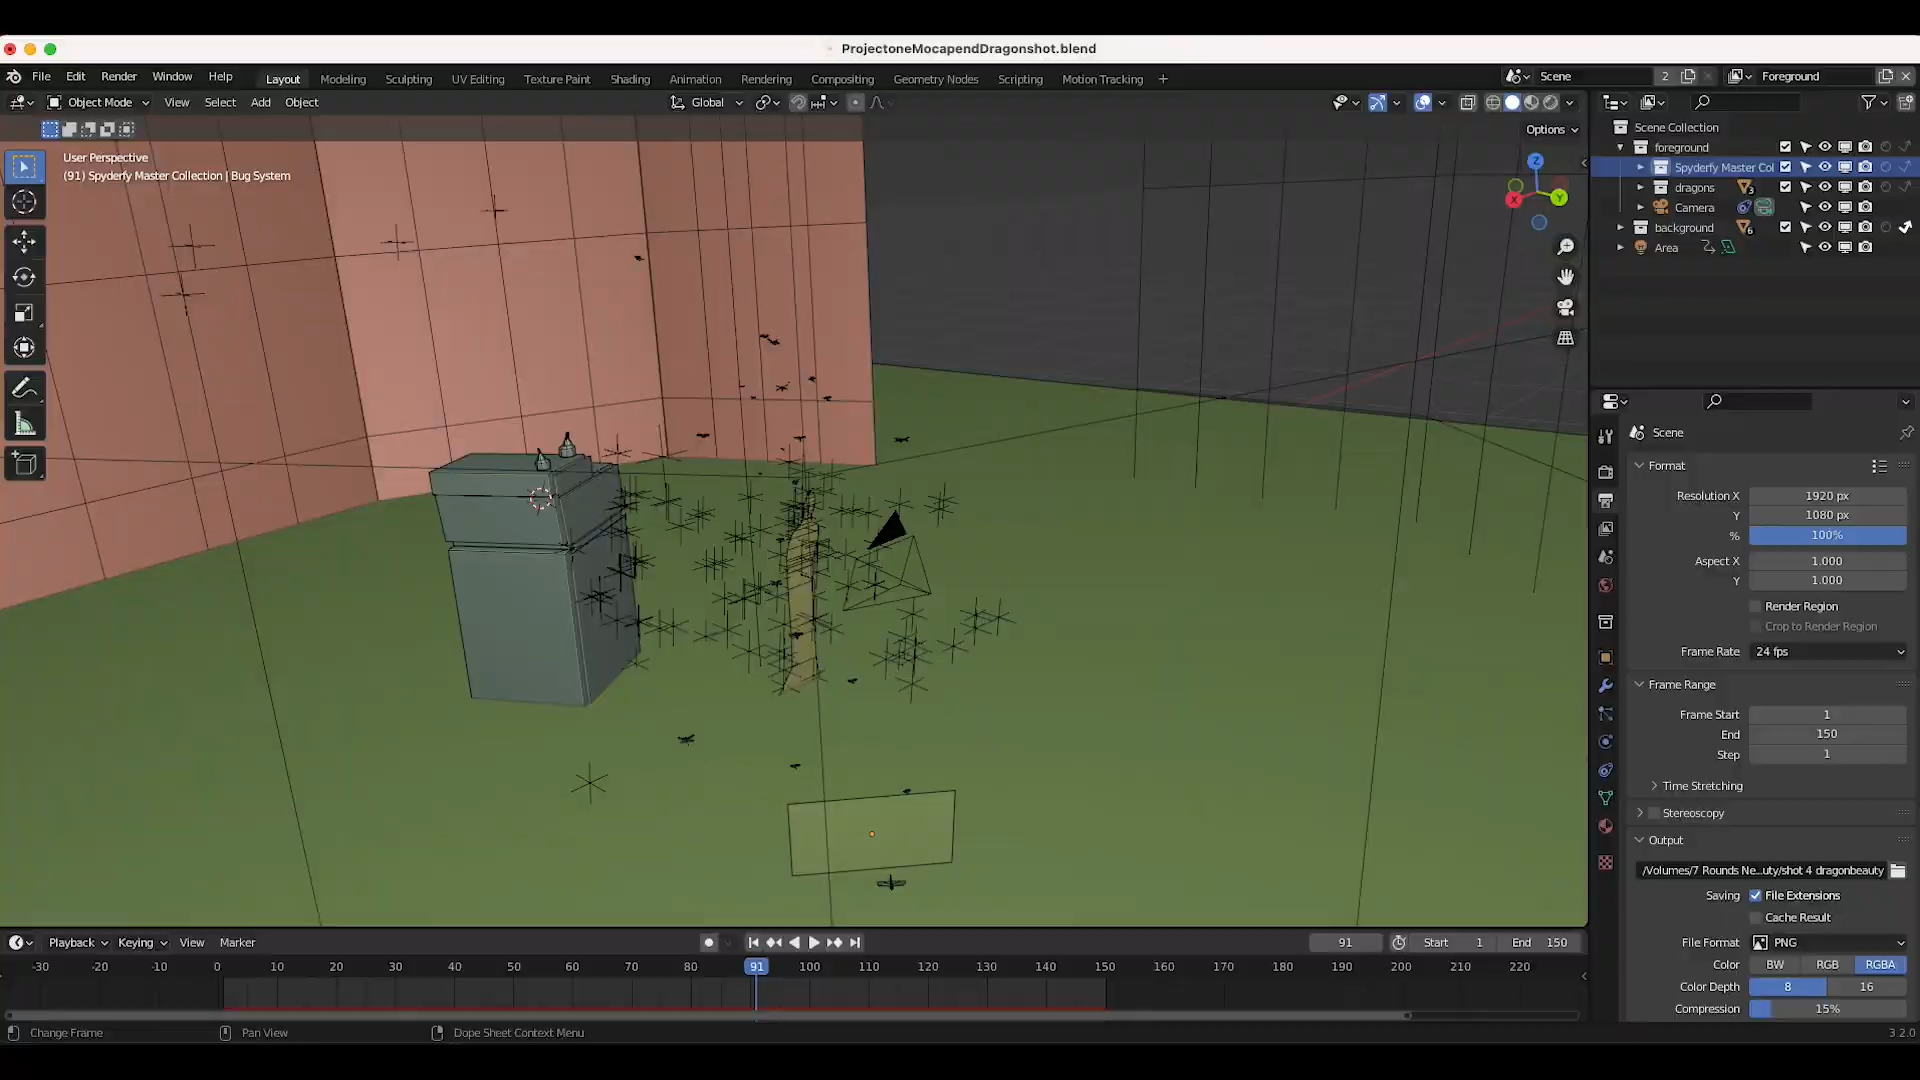 ProjectoneMocapendDragonshot.blend
File Edit Render Window Help Layout Modeling Sculpting UV Editing Texture Paint Shading Animation Rendering Compositing Geometry Nodes Scripting Motion Tracking + Scene 2 Foreground
Object Mode View Select Add Object Global
Options
User Perspective
(91) Spyderfy Master Collection | Bug System
Z
X
Y
Scene Collection
foreground
Spyderfy Master Col
dragons 3
Camera
background 6
Area
Scene
Format
Resolution X 1920 px
Y 1080 px
% 100%
Aspect X 1.000
Y 1.000
Render Region
Crop to Render Region
Frame Rate 24 fps
Frame Range
Frame Start 1
End 150
Step 1
Time Stretching
Stereoscopy
Output
/Volumes/7 Rounds Ne...uty/shot 4 dragonbeauty
Saving File Extensions
Cache Result
File Format PNG
Color BW RGB RGBA
Color Depth 8 16
Compression 15%
Playback Keying View Marker 91 Start 1 End 150
-30 -20 -10 0 10 20 30 40 50 60 70 80 91 100 110 120 130 140 150 160 170 180 190 200 210 220
Change Frame Pan View Dope Sheet Context Menu 3.2.0